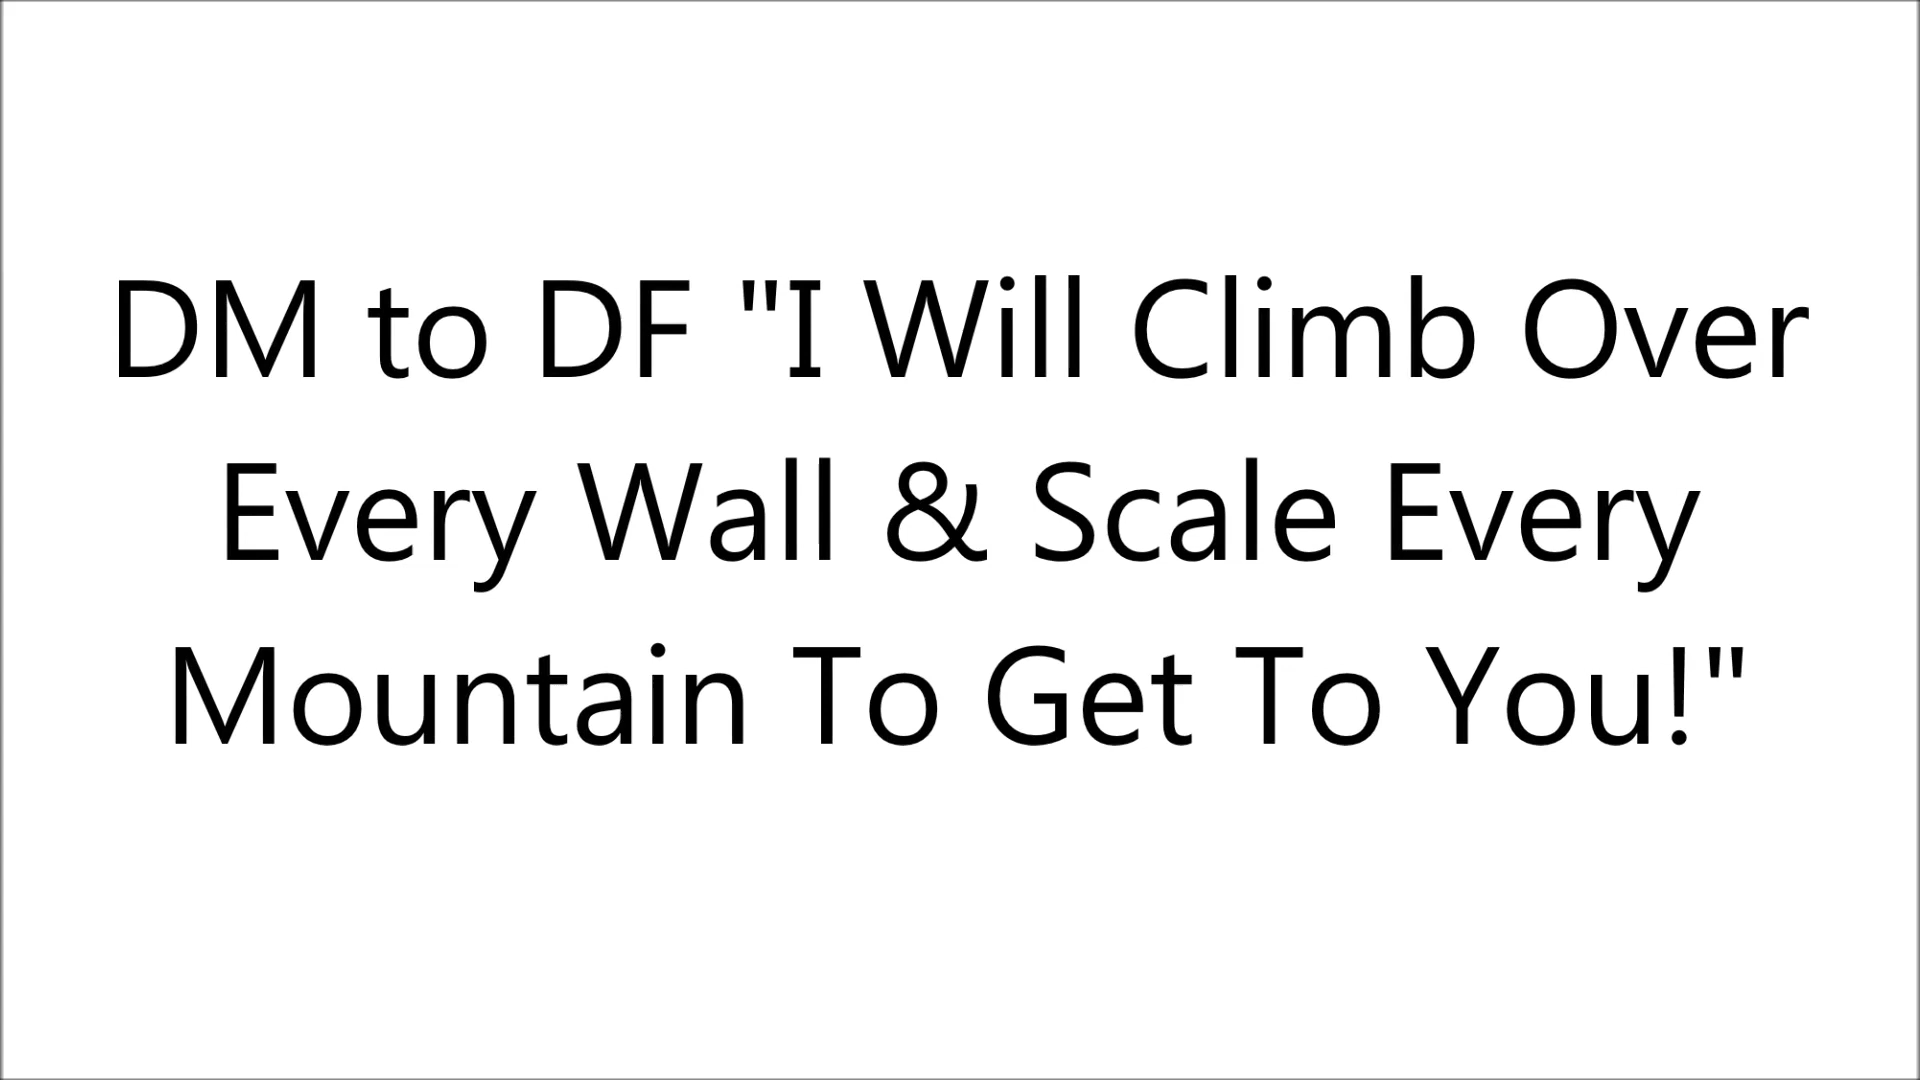 DM to DF "I Will Climb Over
Every Wall & Scale Every
Mountain To Get To You!"